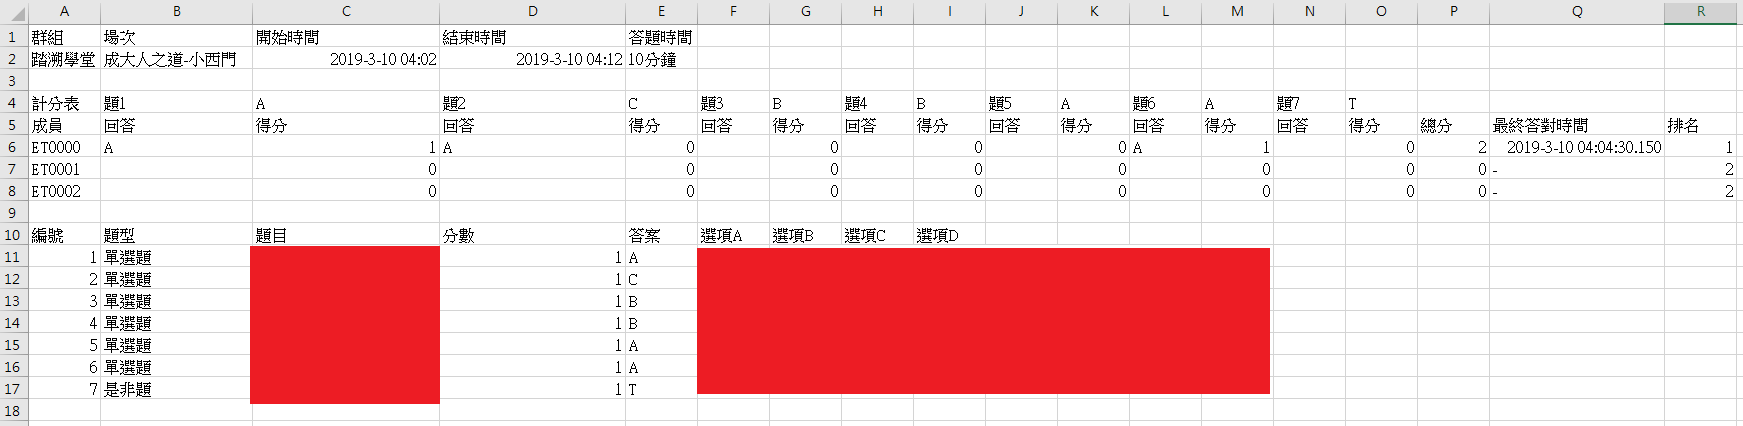 A B C D E F G H I J K L M N O P Q R
1 群組 場次 開始時間 結束時間 答題時間
2 踏溯學堂 成大人之道-小西門 2019-3-10 04:02 2019-3-10 04:12 10分鐘
3
4 計分表 題1 A 題2 C 題3 B 題4 B 題5 A 題6 A 題7 T
5 成員 回答 得分 回答 得分 回答 得分 回答 得分 回答 得分 回答 得分 回答 得分 總分 最終答對時間 排名
6 ET0000 A 1 A 0 0 0 0 A 1 0 2 2019-3-10 04:04:30.150 1
7 ET0001 0 0 0 0 0 0 0 0 - 2
8 ET0002 0 0 0 0 0 0 0 0 - 2
9
10 編號 題型 題目 分數 答案 選項A 選項B 選項C 選項D
11 1 單選題 1 A
12 2 單選題 1 C
13 3 單選題 1 B
14 4 單選題 1 B
15 5 單選題 1 A
16 6 單選題 1 A
17 7 是非題 1 T
18